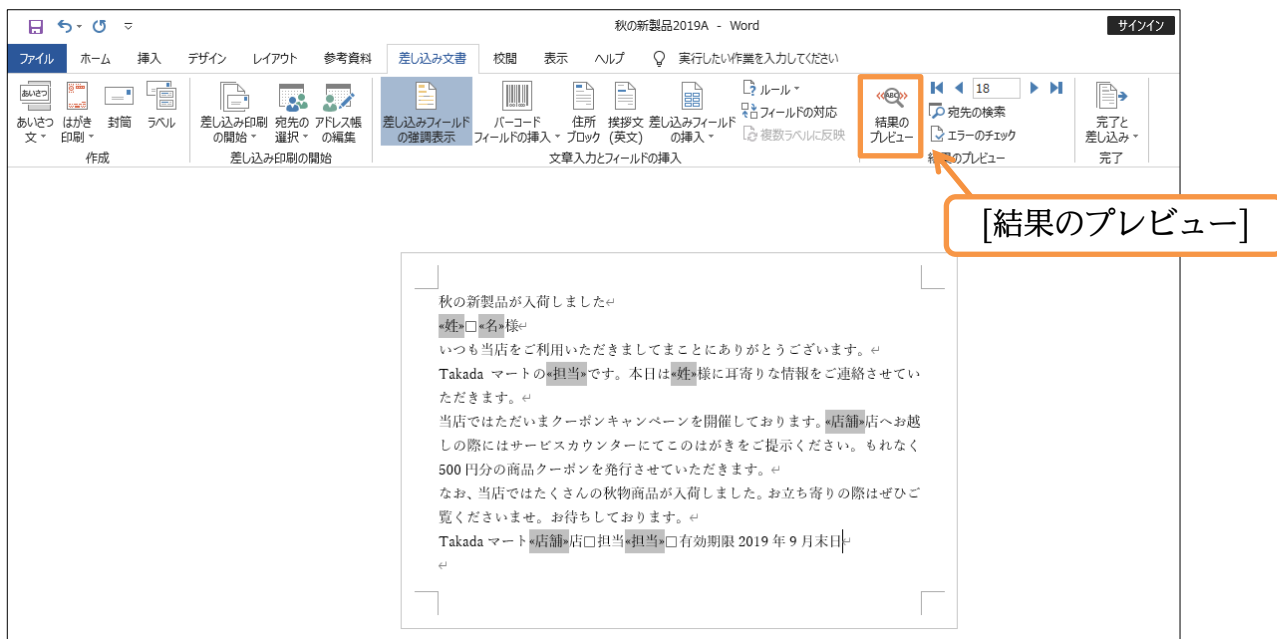 秋の新製品2019A - Word
サインイン
ファイル ホーム 挿入 デザイン レイアウト 参考資料 差し込み文書 校閲 表示 ヘルプ 実行したい作業を入力してください
あいさつ
あいさつ文
はがき印刷
封筒
ラベル
作成
差し込み印刷の開始
宛先の選択
アドレス帳の編集
差し込み印刷の開始
差し込みフィールドの強調表示
バーコードフィールドの挿入
住所ブロック
挨拶文(英文)
差し込みフィールドの挿入
ルール
フィールドの対応
複数ラベルに反映
文章入力とフィールドの挿入
«ABC»
結果のプレビュー
18
宛先の検索
エラーのチェック
結果のプレビュー
完了と差し込み
完了
[結果のプレビュー]
秋の新製品が入荷しました↵
«姓»□«名»様↵
いつも当店をご利用いただきましてまことにありがとうございます。↵
Takada マートの«担当»です。本日は«姓»様に耳寄りな情報をご連絡させてい
ただきます。↵
当店ではただいまクーポンキャンペーンを開催しております。«店舗»店へお越
しの際にはサービスカウンターにてこのはがきをご提示ください。もれなく
500 円分の商品クーポンを発行させていただきます。↵
なお、当店ではたくさんの秋物商品が入荷しました。お立ち寄りの際はぜひご
覧くださいませ。お待ちしております。↵
Takada マート«店舗»店□担当«担当»□有効期限 2019 年 9 月末日↵
↵